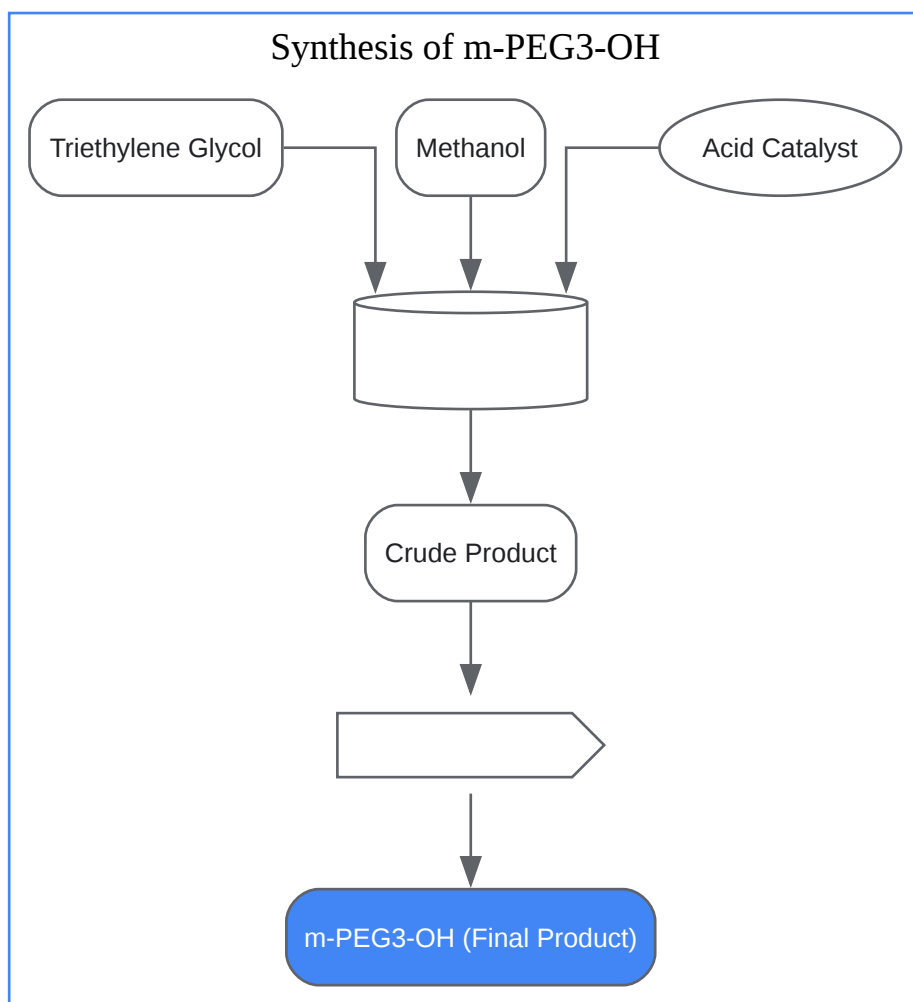 Synthesis of m-PEG3-OH
Triethylene Glycol
Methanol
Acid Catalyst
Crude Product
m-PEG3-OH (Final Product)